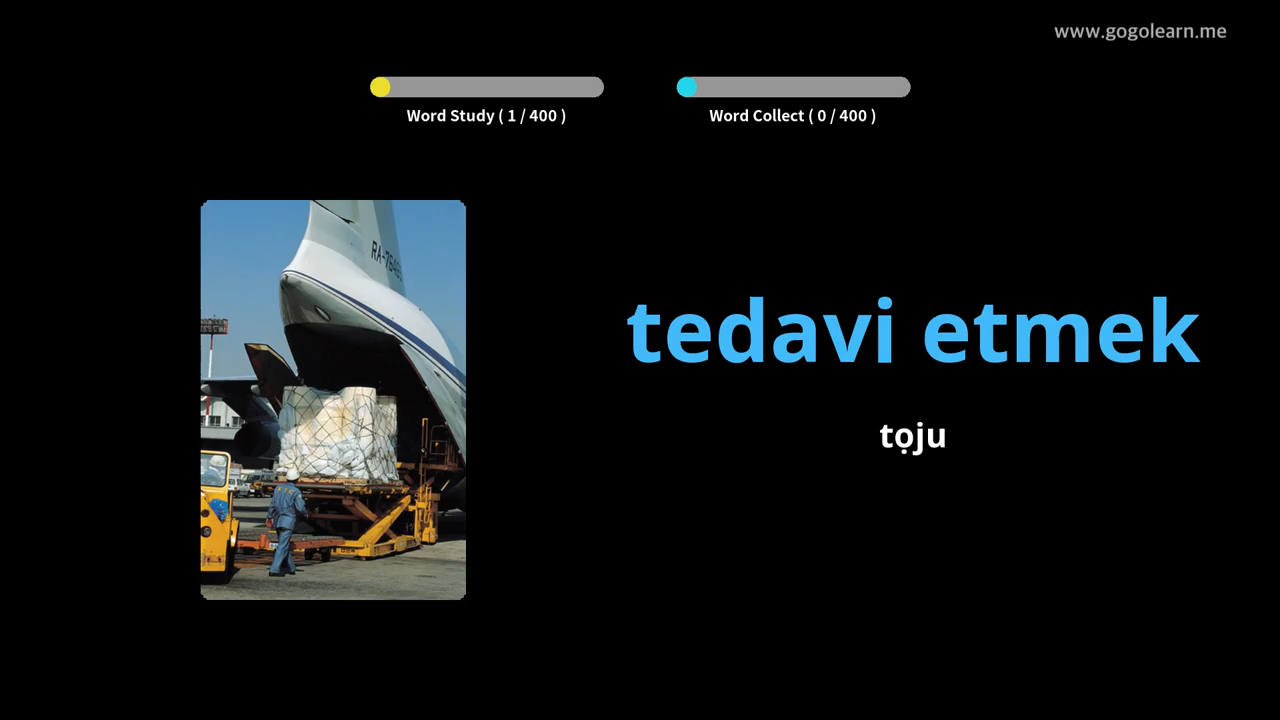 www.gogolearn.me
Word Study ( 1 / 400 )
Word Collect ( 0 / 400 )
tedavi etmek
tọju